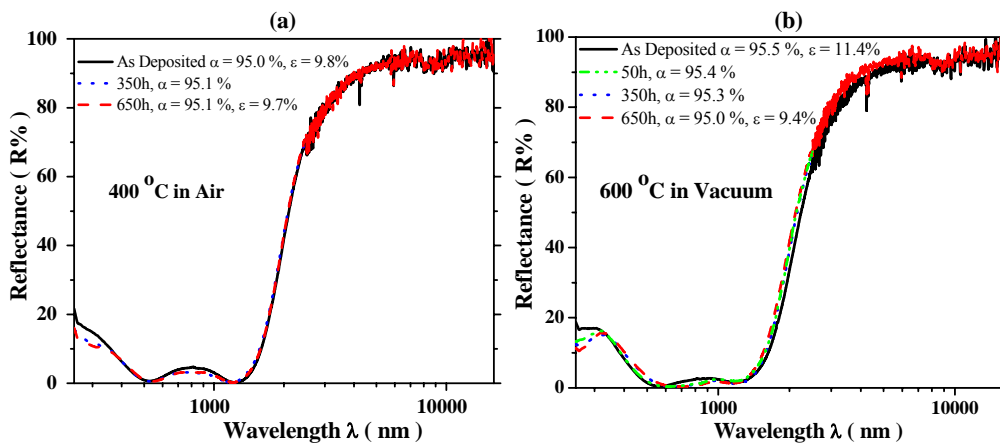 (a)
100
80
60
40
20
0
Reflectance ( R% )
As Deposited α = 95.0 %, ε = 9.8%
350h, α = 95.1 %
650h, α = 95.1 %, ε = 9.7%
400 °C in Air
1000
10000
Wavelength λ ( nm )
(b)
100
80
60
40
20
0
Reflectance ( R% )
As Deposited α = 95.5 %, ε = 11.4%
50h, α = 95.4 %
350h, α = 95.3 %
650h, α = 95.0 %, ε = 9.4%
600 °C in Vacuum
1000
10000
Wavelength λ ( nm )